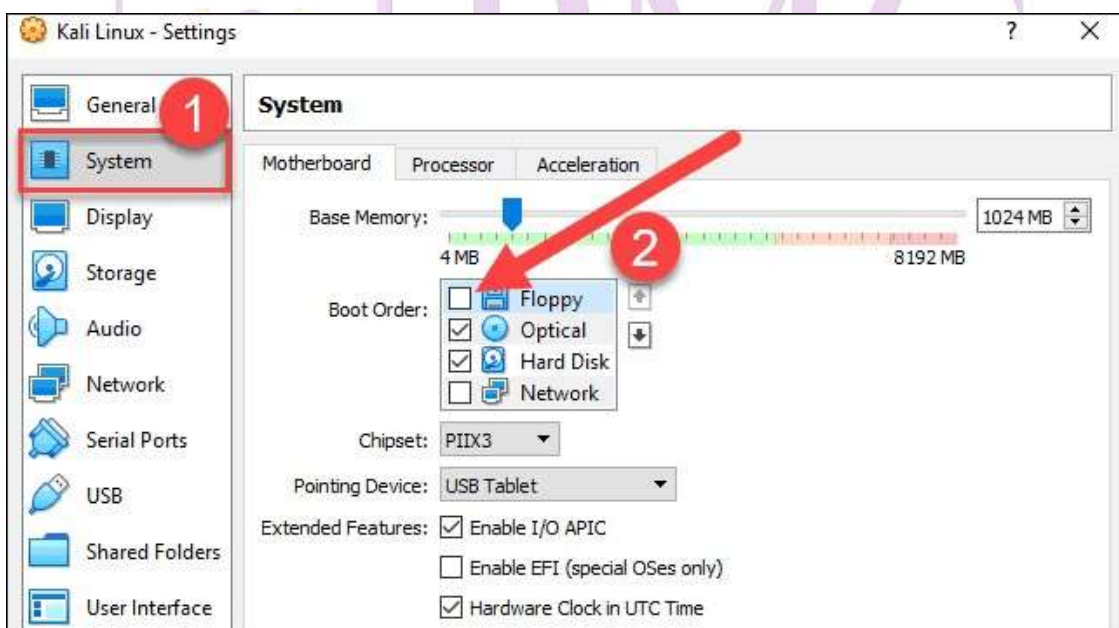 Kali Linux - Settings ? X
General
1
System
System
Display
Storage
Audio
Network
Serial Ports
USB
Shared Folders
User Interface
Motherboard Processor Acceleration
Base Memory: 1024 MB
4 MB 8192 MB
2
Boot Order: Floppy
Optical
Hard Disk
Network
Chipset: PIIX3
Pointing Device: USB Tablet
Extended Features: Enable I/O APIC
Enable EFI (special OSes only)
Hardware Clock in UTC Time